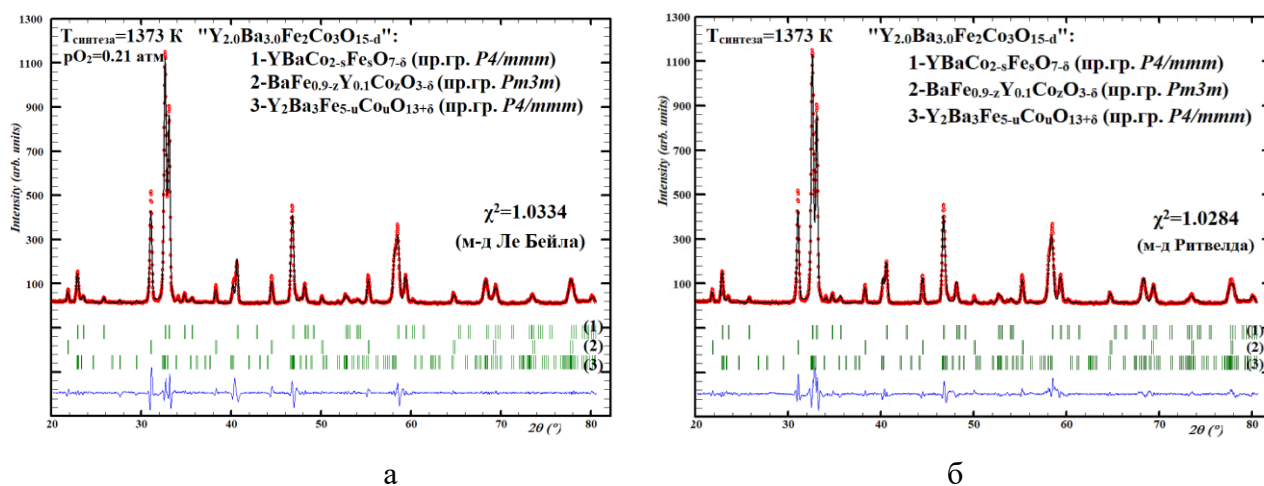 1300
1100
900
700
500
300
100
Intensity (arb. units)
Tсинтеза=1373 К "Y2.0Ba3.0Fe2Co3O15-d":
pO2=0.21 атм
1-YBaCo2-sFesO7-δ (пр.гр. P4/mmm)
2-BaFe0.9-zY0.1CozO3-δ (пр.гр. Pm3m)
3-Y2Ba3Fe5-uCouO13+δ (пр.гр. P4/mmm)
χ2=1.0334
(м-д Ле Бейла)
(1)
(2)
(3)
20 30 40 50 60 70 80
2θ (°)
а
1300
1100
900
700
500
300
100
Intensity (arb. units)
Tсинтеза=1373 К "Y2.0Ba3.0Fe2Co3O15-d":
1-YBaCo2-sFesO7-δ (пр.гр. P4/mmm)
2-BaFe0.9-zY0.1CozO3-δ (пр.гр. Pm3m)
3-Y2Ba3Fe5-uCouO13+δ (пр.гр. P4/mmm)
χ2=1.0284
(м-д Ритвелда)
(1)
(2)
(3)
20 30 40 50 60 70 80
2θ (°)
б